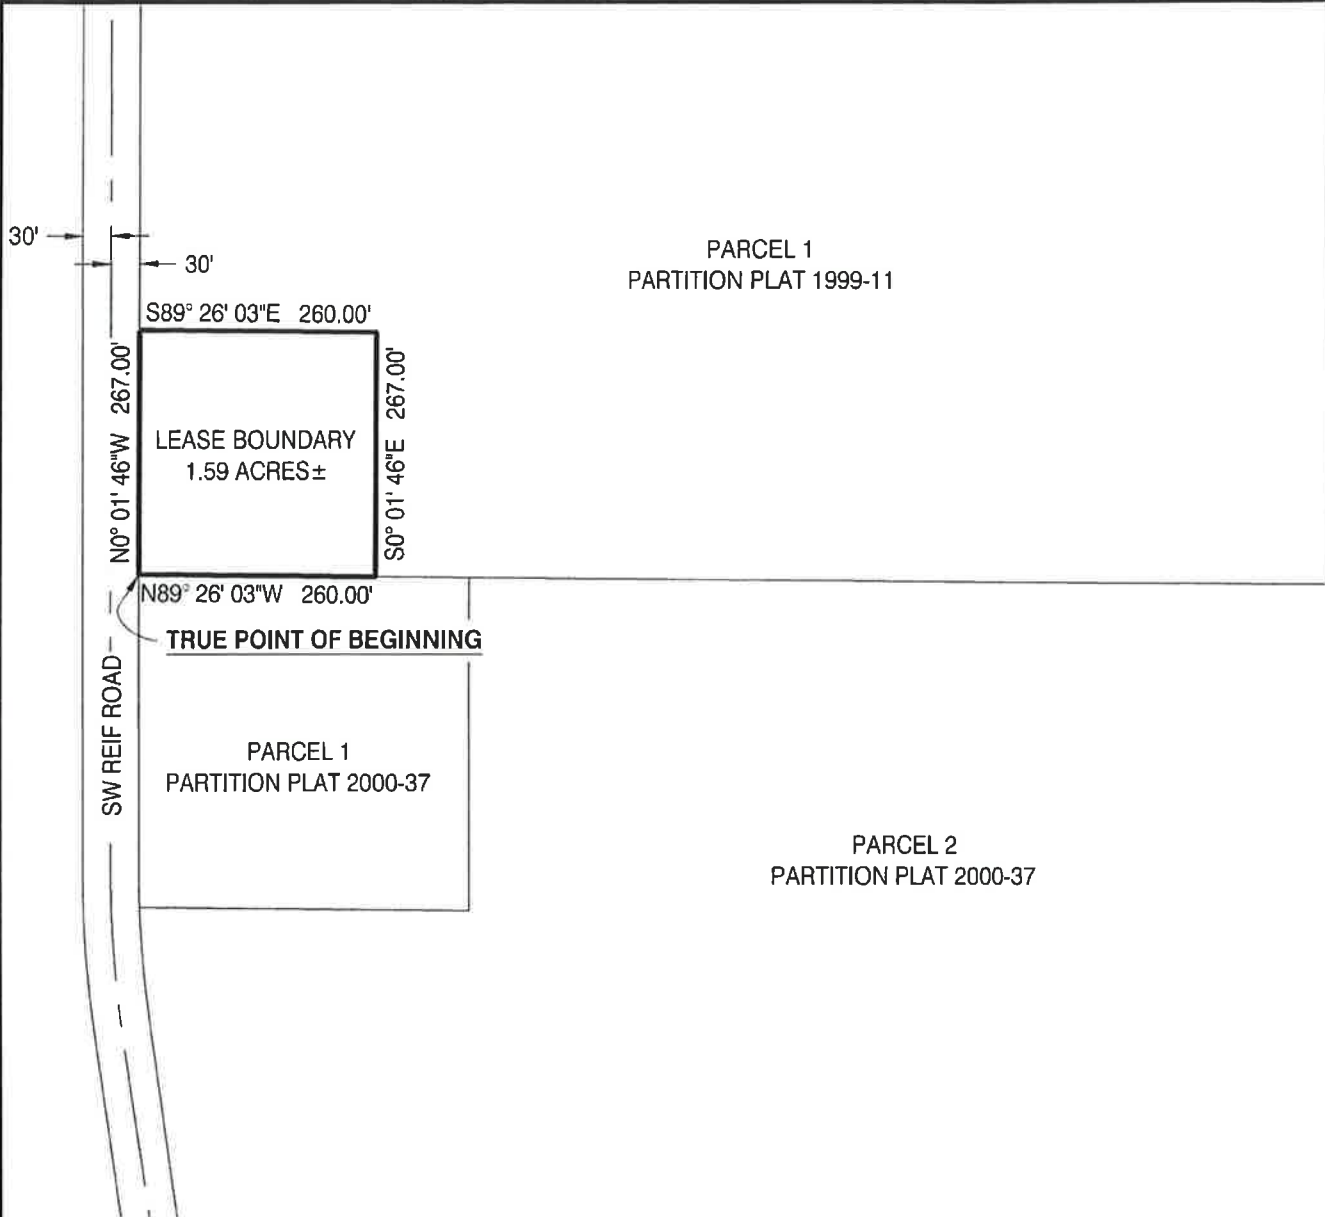 30'
30'
PARCEL 1
PARTITION PLAT 1999-11
S89° 26' 03"E 260.00'
N0° 01' 46"W 267.00'
LEASE BOUNDARY
1.59 ACRES±
S0° 01' 46"E 267.00'
N89° 26' 03"W 260.00'
TRUE POINT OF BEGINNING
SW REIF ROAD
PARCEL 1
PARTITION PLAT 2000-37
PARCEL 2
PARTITION PLAT 2000-37